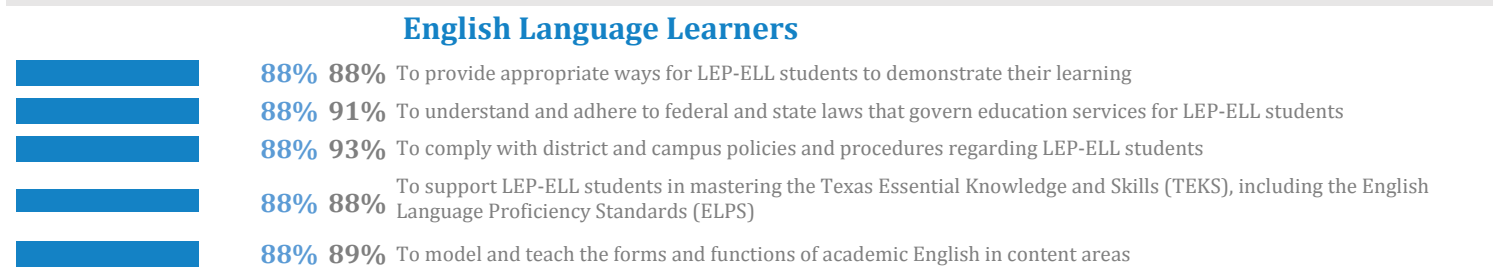 English Language Learners
88% 88% To provide appropriate ways for LEP-ELL students to demonstrate their learning
88% 91% To understand and adhere to federal and state laws that govern education services for LEP-ELL students
88% 93% To comply with district and campus policies and procedures regarding LEP-ELL students
88% 88% To support LEP-ELL students in mastering the Texas Essential Knowledge and Skills (TEKS), including the English
Language Proficiency Standards (ELPS)
88% 89% To model and teach the forms and functions of academic English in content areas